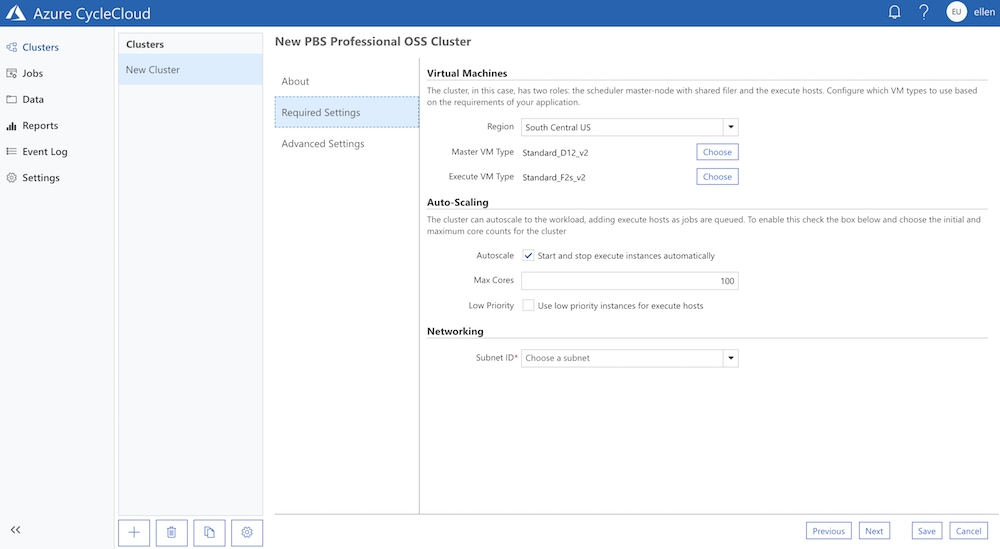 Azure CycleCloud
EU
ellen
Clusters
Jobs
Data
Reports
Event Log
Settings
Clusters
New Cluster
New PBS Professional OSS Cluster
About
Required Settings
Advanced Settings
Virtual Machines
The cluster, in this case, has two roles: the scheduler master-node with shared filer and the execute hosts. Configure which VM types to use based
on the requirements of your application.
Region South Central US
Master VM Type Standard_D12_v2 Choose
Execute VM Type Standard_F2s_v2 Choose
Auto-Scaling
The cluster can autoscale to the workload, adding execute hosts as jobs are queued. To enable this check the box below and choose the initial and
maximum core counts for the cluster
Autoscale Start and stop execute instances automatically
Max Cores 100
Low Priority Use low priority instances for execute hosts
Networking
Subnet ID* Choose a subnet
Previous Next Save Cancel